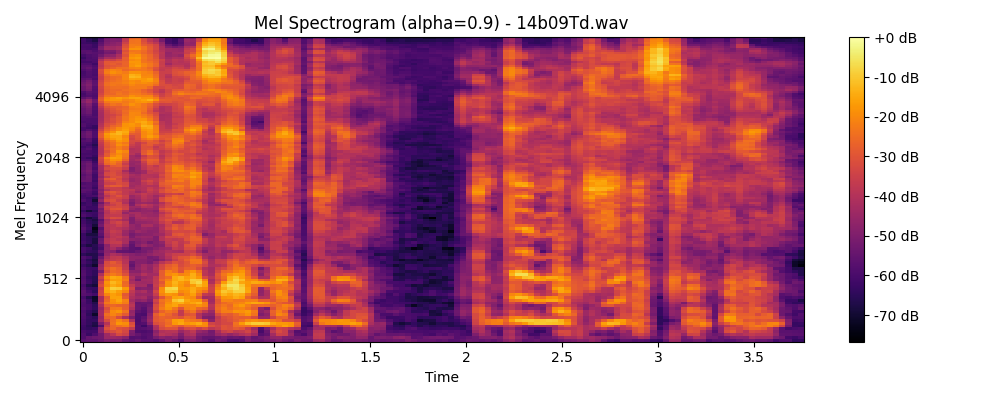 Mel Spectrogram (alpha=0.9) - 14b09Td.wav
Mel Frequency
4096
2048
1024
512
0
0
0.5
1
1.5
2
2.5
3
3.5
Time
+0 dB
-10 dB
-20 dB
-30 dB
-40 dB
-50 dB
-60 dB
-70 dB